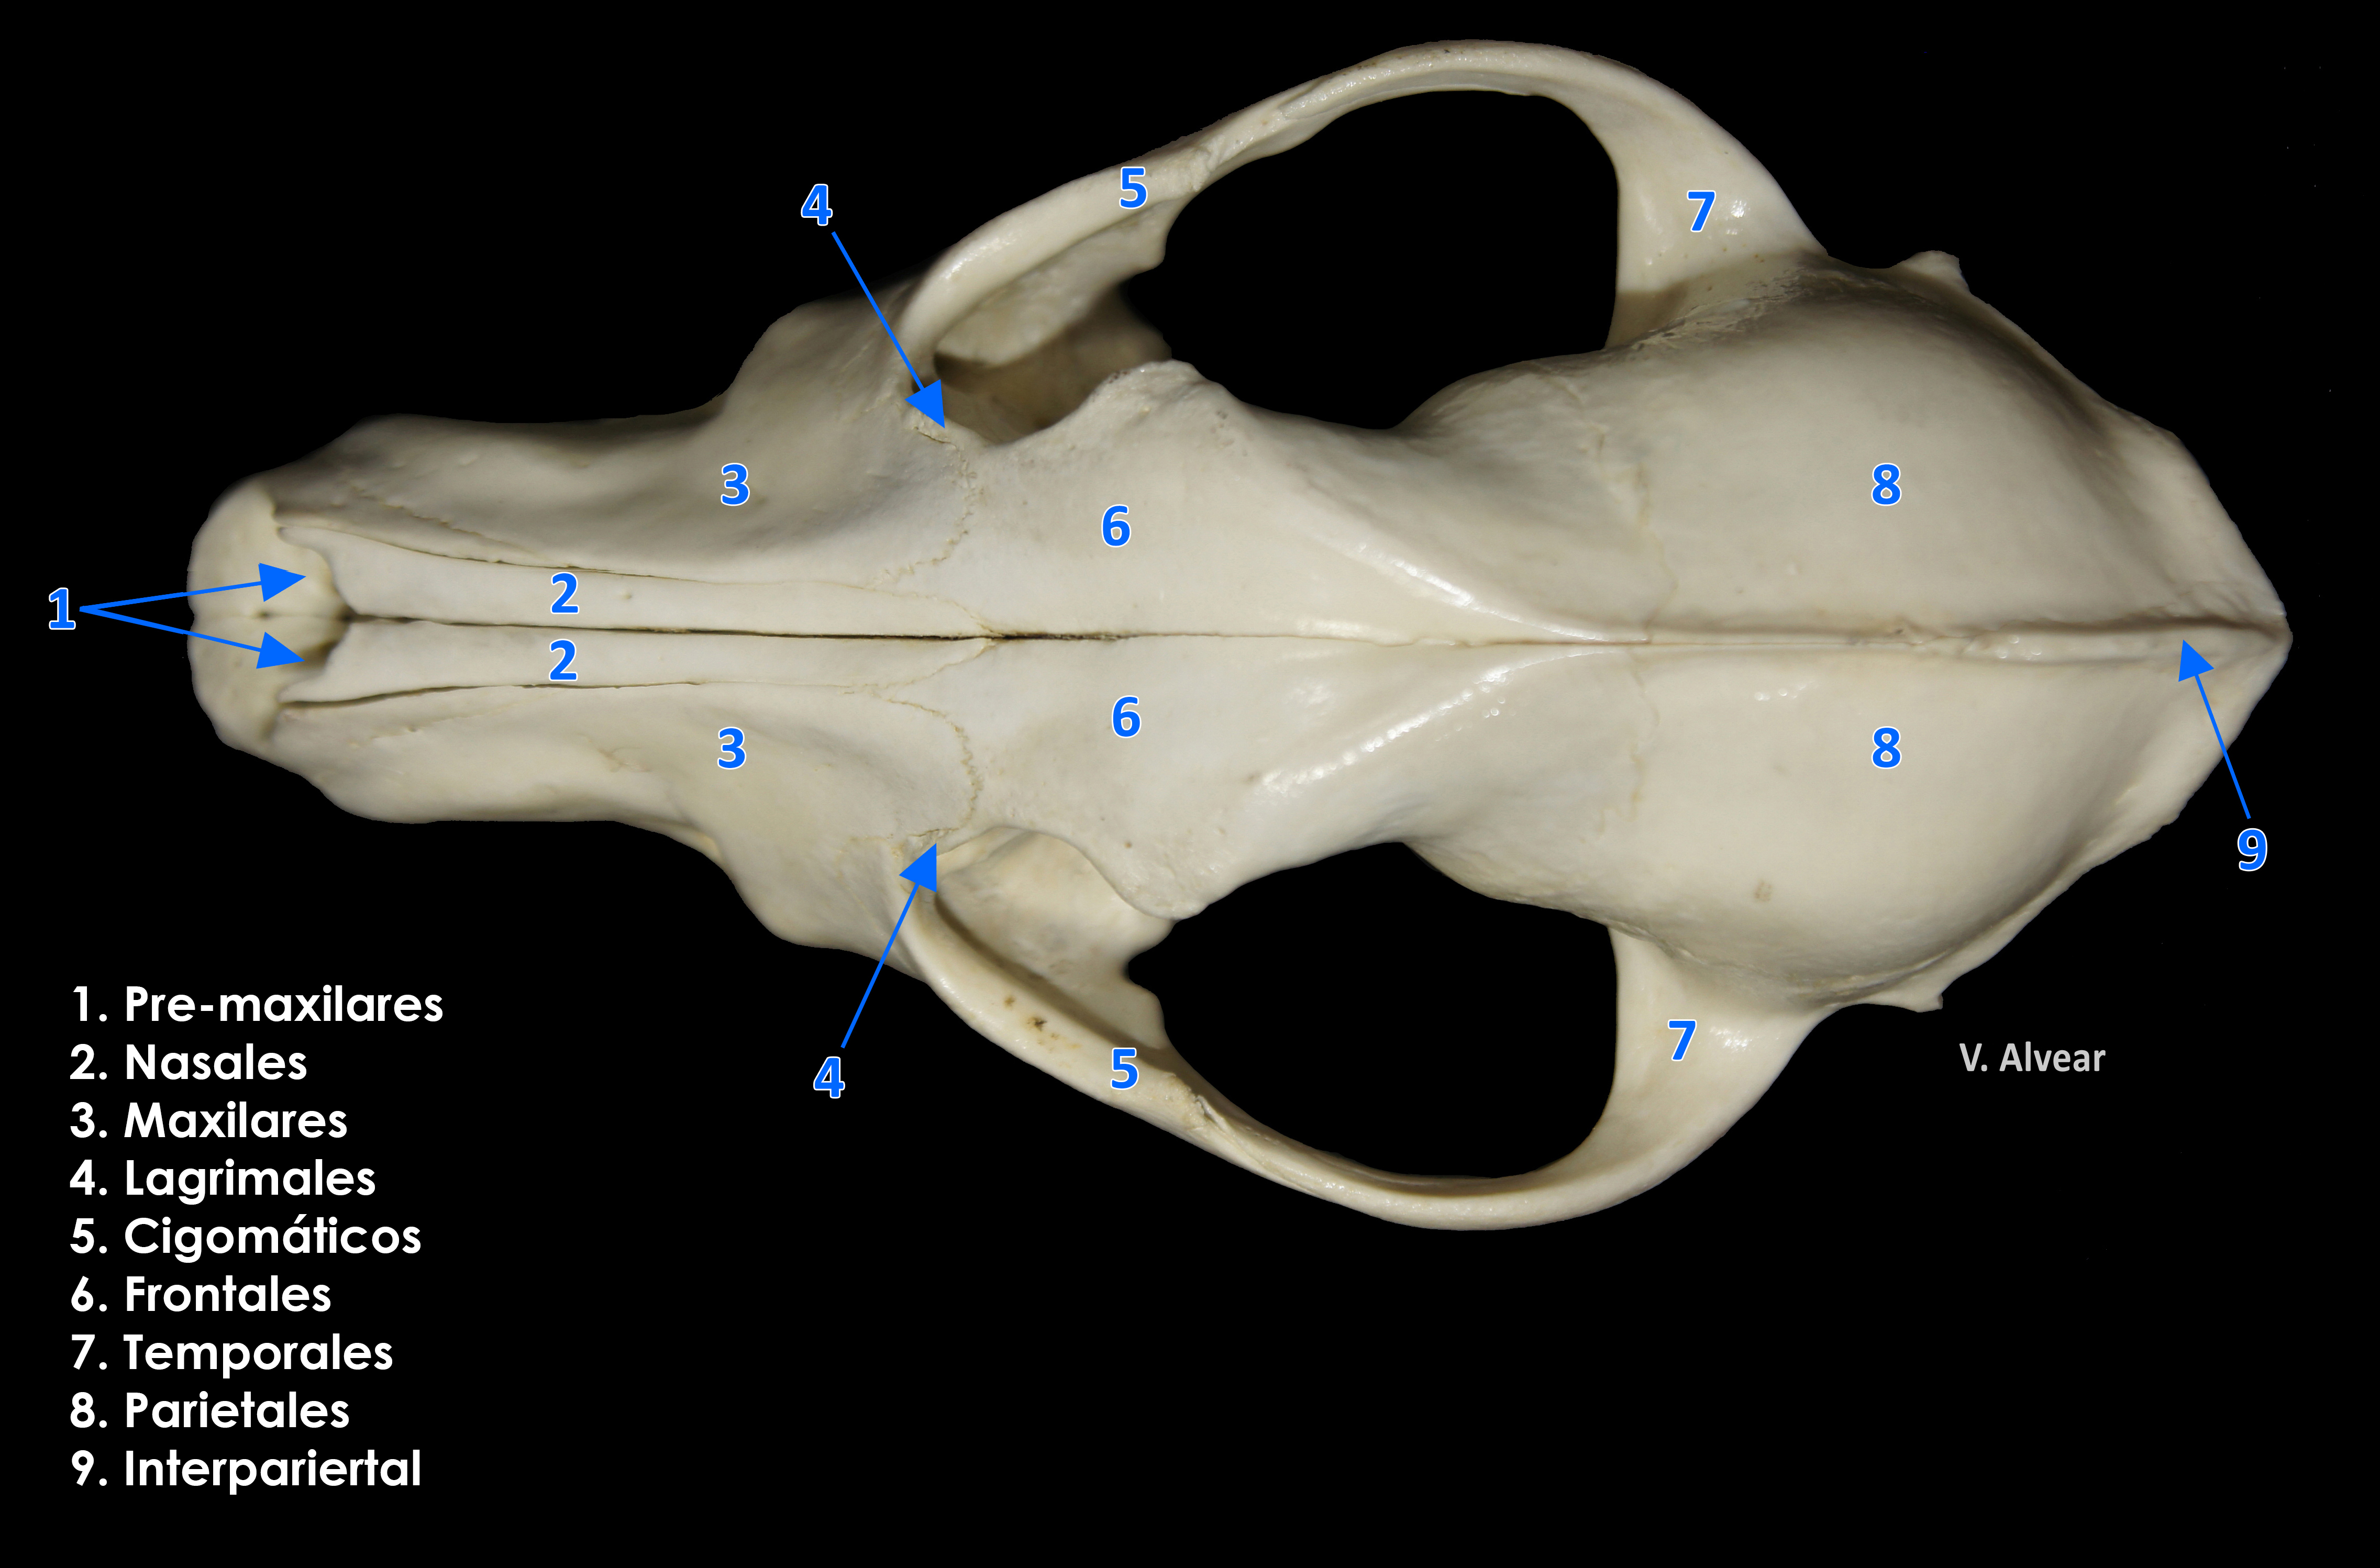 4
5
7
3
8
6
2
1
2
6
3
8
9
7
5
4
V. Alvear
1. Pre-maxilares
2. Nasales
3. Maxilares
4. Lagrimales
5. Cigomáticos
6. Frontales
7. Temporales
8. Parietales
9. Interpariertal